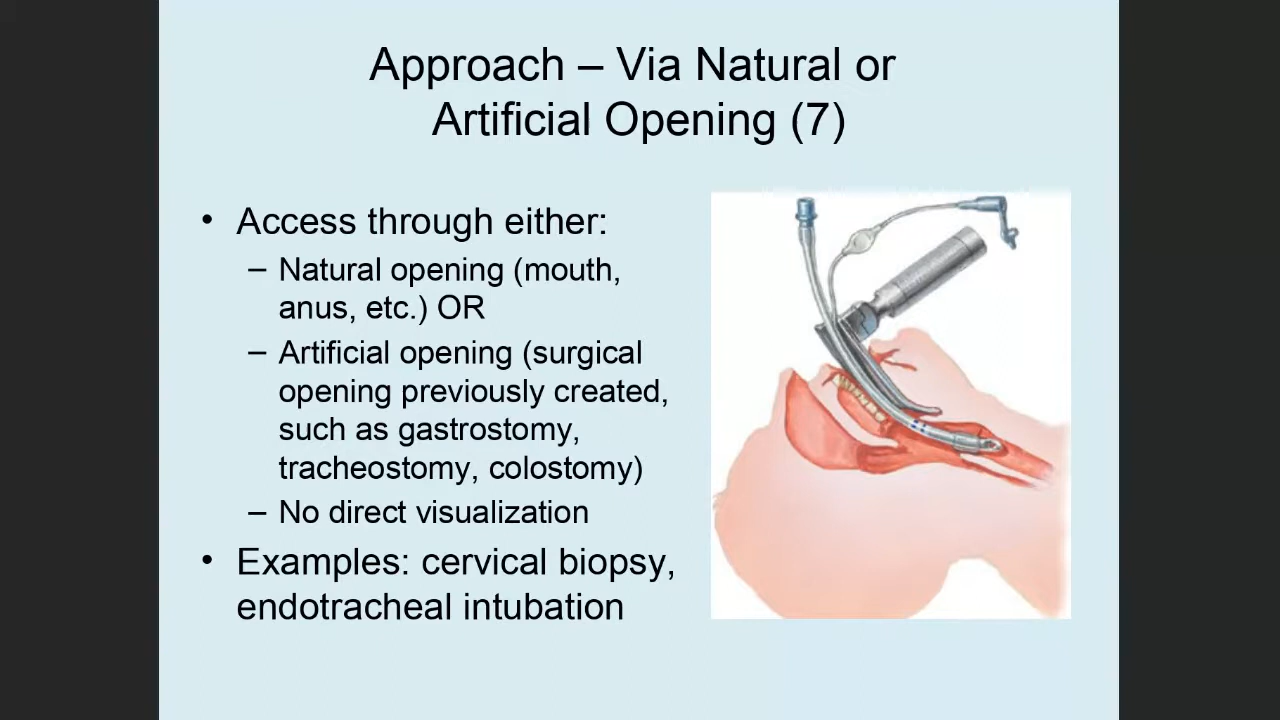 Approach – Via Natural or
Artificial Opening (7)
• Access through either:
– Natural opening (mouth,
anus, etc.) OR
– Artificial opening (surgical
opening previously created,
such as gastrostomy,
tracheostomy, colostomy)
– No direct visualization
• Examples: cervical biopsy,
endotracheal intubation